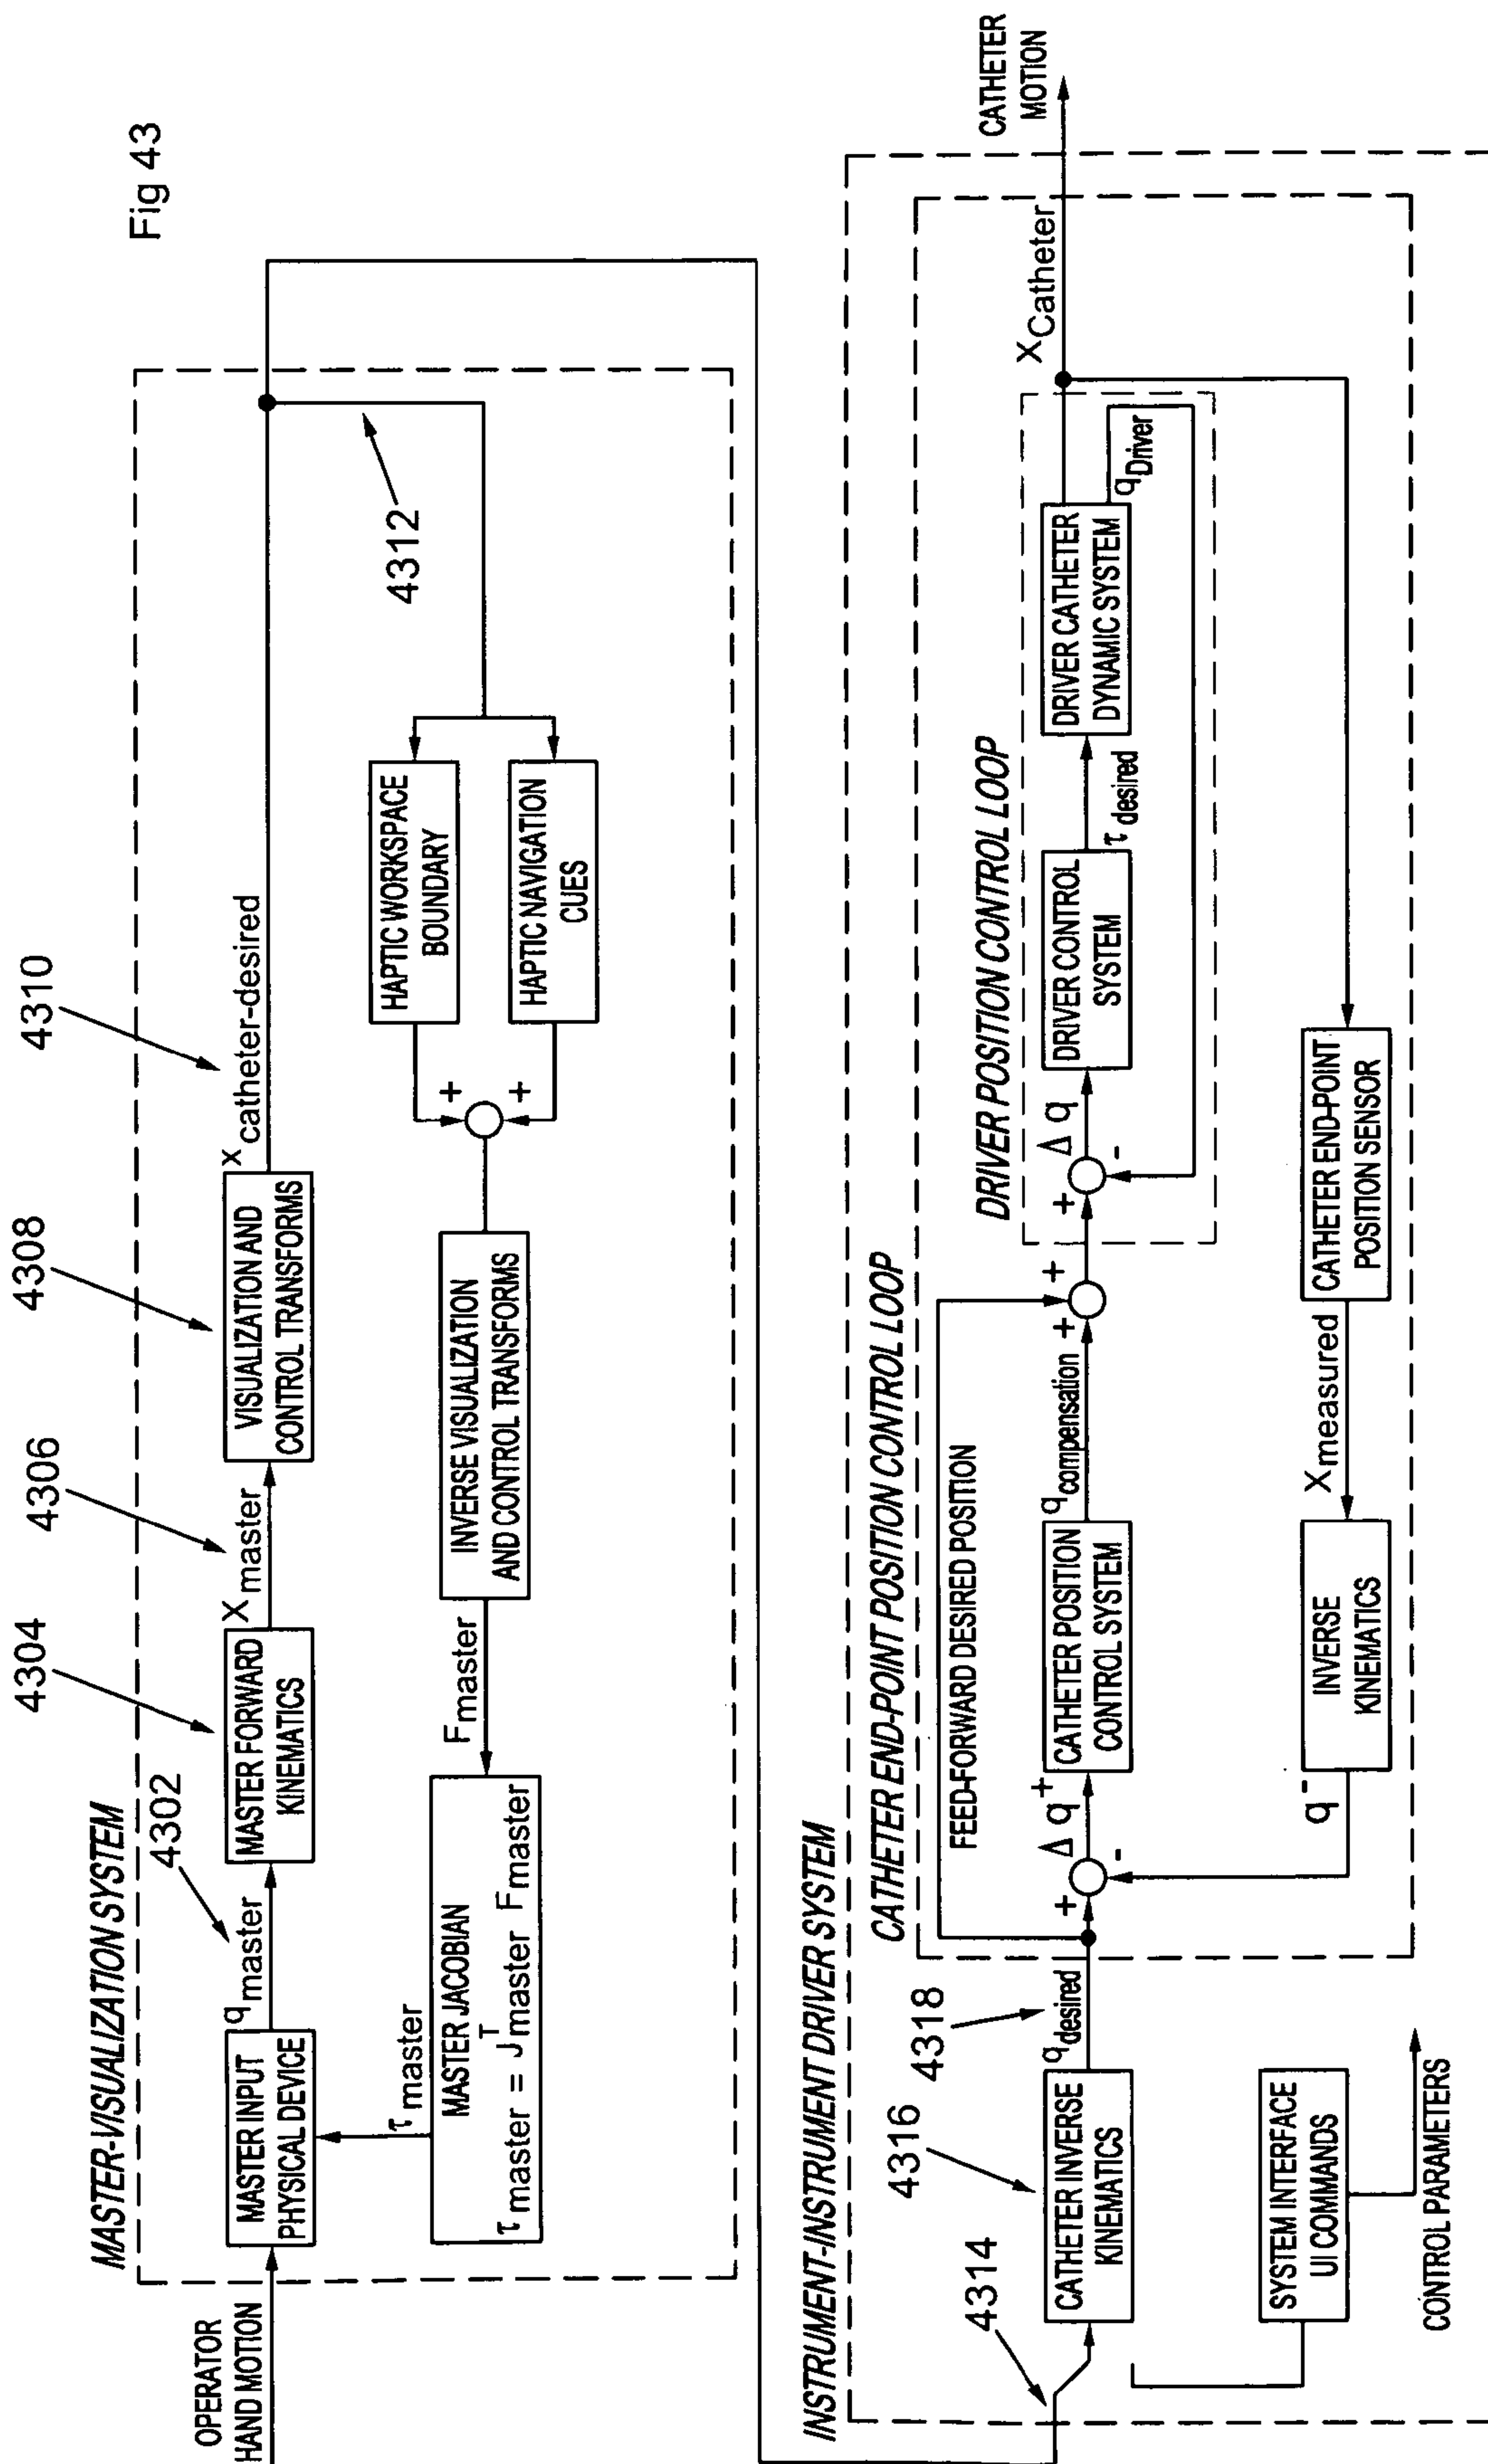 Fig 43
MASTER-VISUALIZATION SYSTEM
OPERATOR
HAND MOTION
MASTER INPUT
PHYSICAL DEVICE
q master
4302
MASTER FORWARD
KINEMATICS
4304
X master
4306
VISUALIZATION AND
CONTROL TRANSFORMS
4308
x catheter-desired
4310
4312
HAPTIC WORKSPACE
BOUNDARY
HAPTIC NAVIGATION
CUES
+
+
INVERSE VISUALIZATION
AND CONTROL TRANSFORMS
F master
MASTER JACOBIAN
τ master = J T master F master
τ master
INSTRUMENT-INSTRUMENT DRIVER SYSTEM
4314
CATHETER INVERSE
KINEMATICS
4316
q desired
4318
SYSTEM INTERFACE
UI COMMANDS
CONTROL PARAMETERS
CATHETER END-POINT POSITION CONTROL LOOP
FEED-FORWARD DESIRED POSITION
+
-
Δ q +
CATHETER POSITION
CONTROL SYSTEM
q compensation
+
+
DRIVER POSITION CONTROL LOOP
+
-
Δ q
DRIVER CONTROL
SYSTEM
τ desired
DRIVER CATHETER
DYNAMIC SYSTEM
q Driver
X Catheter
CATHETER
MOTION
CATHETER END-POINT
POSITION SENSOR
X measured
INVERSE
KINEMATICS
q -